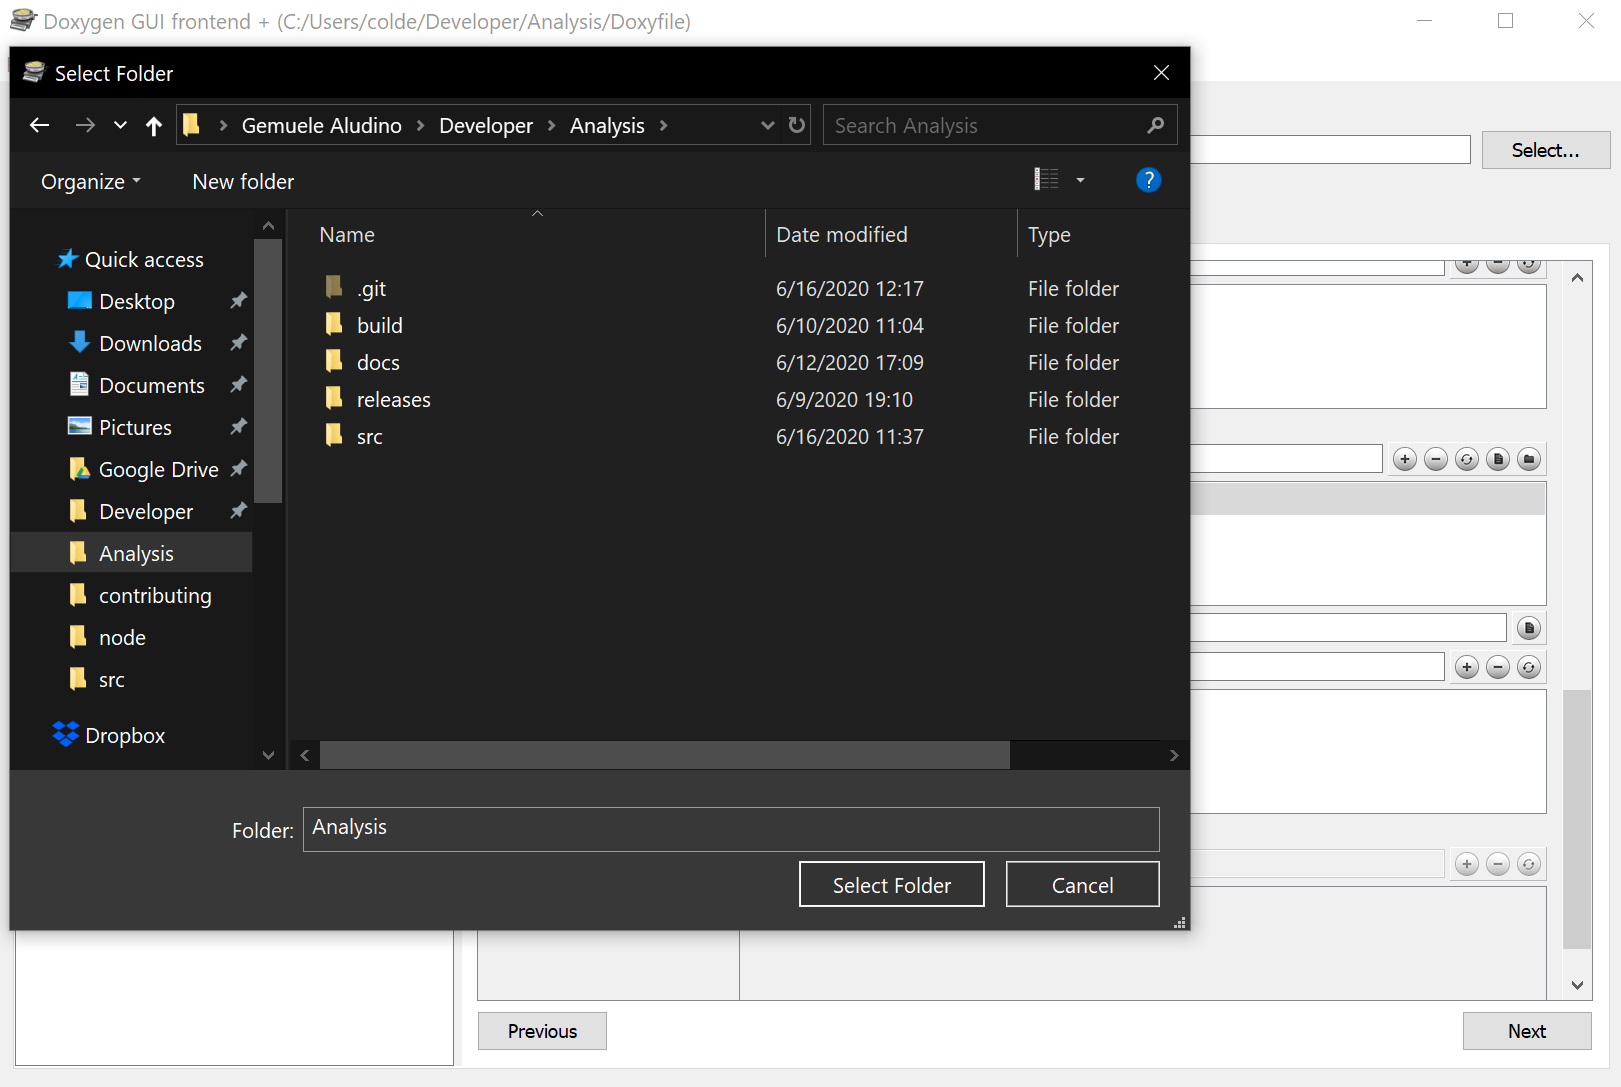 Doxygen GUI frontend + (C:/Users/colde/Developer/Analysis/Doxyfile)
Select Folder
Gemuele Aludino > Developer > Analysis >
Search Analysis
Select...
Organize
New folder
?
Name
Date modified
Type
Quick access
Desktop
Downloads
Documents
Pictures
Google Drive
Developer
Analysis
contributing
node
src
Dropbox
.git 6/16/2020 12:17 File folder
build 6/10/2020 11:04 File folder
docs 6/12/2020 17:09 File folder
releases 6/9/2020 19:10 File folder
src 6/16/2020 11:37 File folder
Folder: Analysis
Select Folder
Cancel
Previous
Next